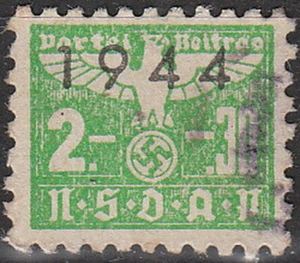 Partei Beitrag
1944
2.- .30
N·S·D·A·P